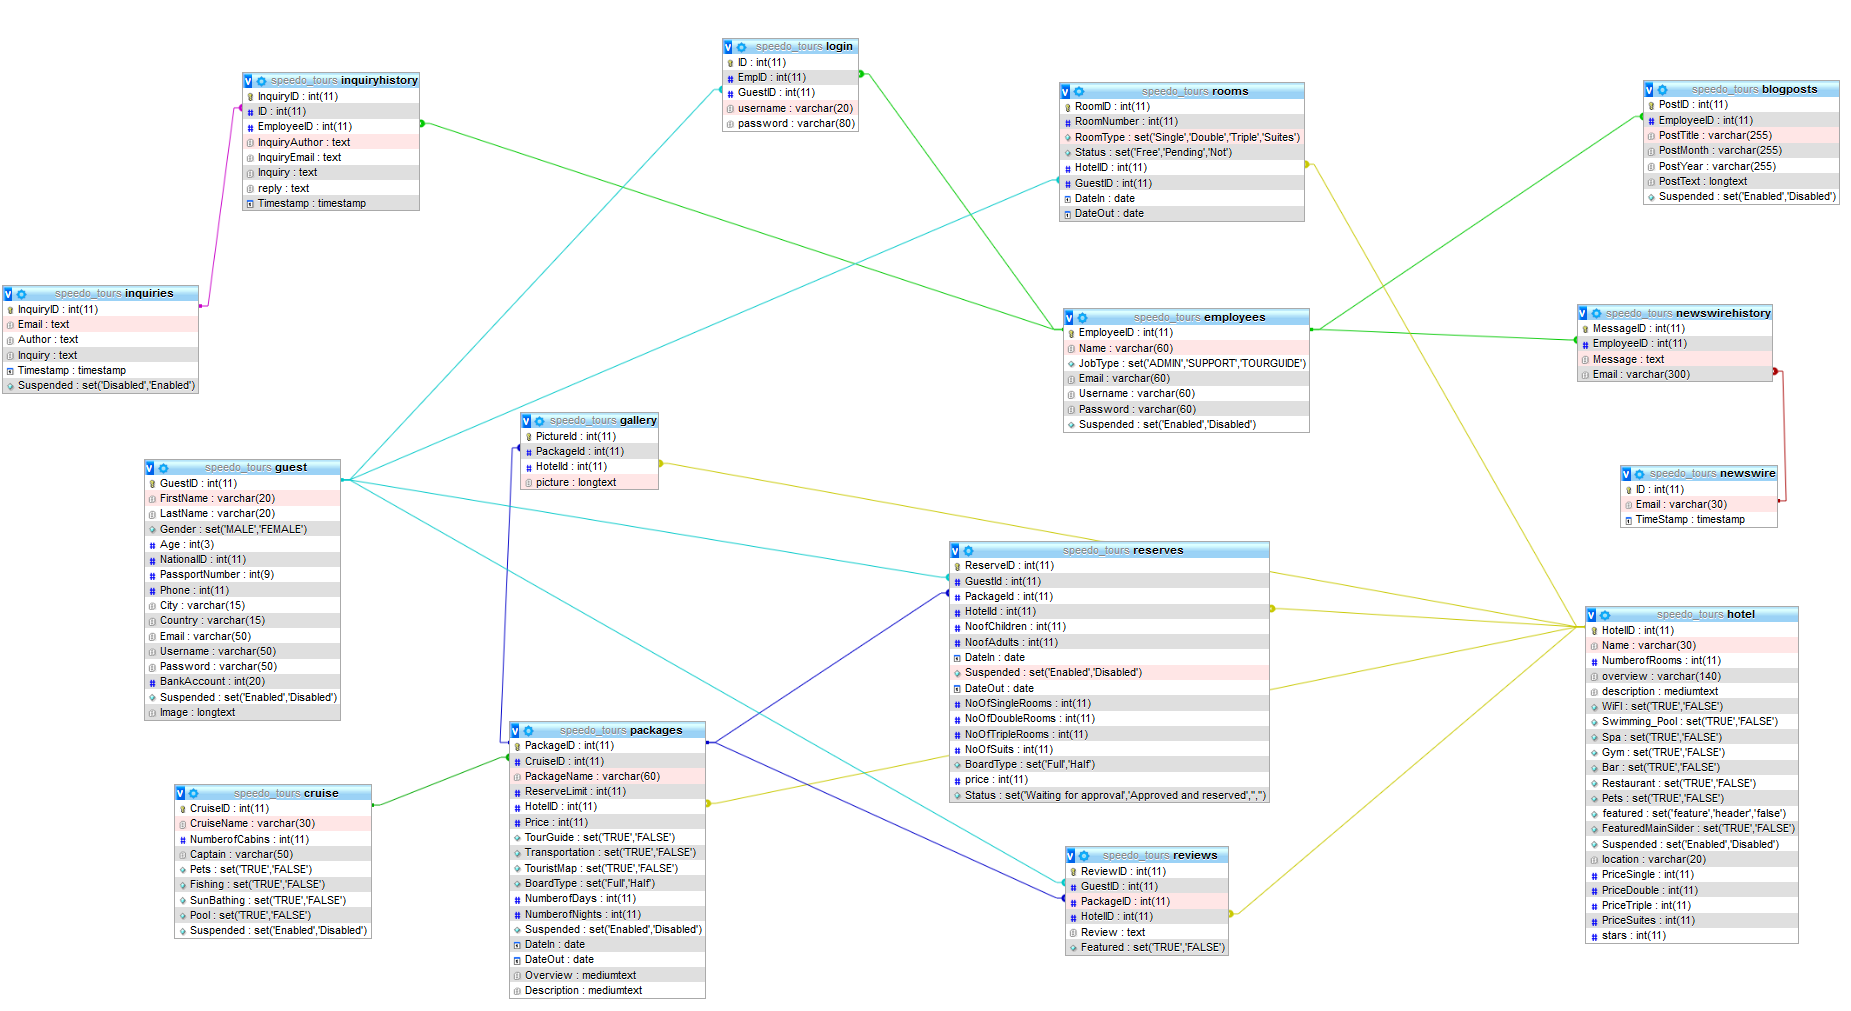 speedo_tours login
ID : int(11)
EmpID : int(11)
GuestID : int(11)
username : varchar(20)
password : varchar(80)
speedo_tours inquiryhistory
InquiryID : int(11)
ID : int(11)
EmployeeID : int(11)
InquiryAuthor : text
InquiryEmail : text
Inquiry : text
reply : text
Timestamp : timestamp
speedo_tours rooms
RoomID : int(11)
RoomNumber : int(11)
RoomType : set('Single','Double','Triple','Suites')
Status : set('Free','Pending','Not')
HotelID : int(11)
GuestID : int(11)
DateIn : date
DateOut : date
speedo_tours blogposts
PostID : int(11)
EmployeeID : int(11)
PostTitle : varchar(255)
PostMonth : varchar(255)
PostYear : varchar(255)
PostText : longtext
Suspended : set('Enabled','Disabled')
speedo_tours inquiries
InquiryID : int(11)
Email : text
Author : text
Inquiry : text
Timestamp : timestamp
Suspended : set('Disabled','Enabled')
speedo_tours employees
EmployeeID : int(11)
Name : varchar(60)
JobType : set('ADMIN','SUPPORT','TOURGUIDE')
Email : varchar(60)
Username : varchar(60)
Password : varchar(60)
Suspended : set('Enabled','Disabled')
speedo_tours newswirehistory
MessageID : int(11)
EmployeeID : int(11)
Message : text
Email : varchar(300)
speedo_tours gallery
PictureId : int(11)
PackageId : int(11)
HotelId : int(11)
picture : longtext
speedo_tours guest
GuestID : int(11)
FirstName : varchar(20)
LastName : varchar(20)
Gender : set('MALE','FEMALE')
Age : int(3)
NationalID : int(11)
PassportNumber : int(9)
Phone : int(11)
City : varchar(15)
Country : varchar(15)
Email : varchar(50)
Username : varchar(50)
Password : varchar(50)
BankAccount : int(20)
Suspended : set('Enabled','Disabled')
Image : longtext
speedo_tours newswire
ID : int(11)
Email : varchar(30)
TimeStamp : timestamp
speedo_tours reserves
ReserveID : int(11)
GuestId : int(11)
PackageId : int(11)
HotelId : int(11)
NoofChildren : int(11)
NoofAdults : int(11)
DateIn : date
Suspended : set('Enabled','Disabled')
DateOut : date
NoOfSingleRooms : int(11)
NoOfDoubleRooms : int(11)
NoOfTripleRooms : int(11)
NoOfSuits : int(11)
BoardType : set('Full','Half')
price : int(11)
Status : set('Waiting for approval','Approved and reserved','','')
speedo_tours hotel
HotelID : int(11)
Name : varchar(30)
NumberofRooms : int(11)
overview : varchar(140)
description : mediumtext
WiFI : set('TRUE','FALSE')
Swimming_Pool : set('TRUE','FALSE')
Spa : set('TRUE','FALSE')
Gym : set('TRUE','FALSE')
Bar : set('TRUE','FALSE')
Restaurant : set('TRUE','FALSE')
Pets : set('TRUE','FALSE')
featured : set('feature','header','false')
FeaturedMainSilder : set('TRUE','FALSE')
Suspended : set('Enabled','Disabled')
location : varchar(20)
PriceSingle : int(11)
PriceDouble : int(11)
PriceTriple : int(11)
PriceSuites : int(11)
stars : int(11)
speedo_tours packages
PackageID : int(11)
CruiseID : int(11)
PackageName : varchar(60)
ReserveLimit : int(11)
HotelID : int(11)
Price : int(11)
TourGuide : set('TRUE','FALSE')
Transportation : set('TRUE','FALSE')
TouristMap : set('TRUE','FALSE')
BoardType : set('Full','Half')
NumberofDays : int(11)
NumberofNights : int(11)
Suspended : set('Enabled','Disabled')
DateIn : date
DateOut : date
Overview : mediumtext
Description : mediumtext
speedo_tours cruise
CruiseID : int(11)
CruiseName : varchar(30)
NumberofCabins : int(11)
Captain : varchar(50)
Pets : set('TRUE','FALSE')
Fishing : set('TRUE','FALSE')
SunBathing : set('TRUE','FALSE')
Pool : set('TRUE','FALSE')
Suspended : set('Enabled','Disabled')
speedo_tours reviews
ReviewID : int(11)
GuestID : int(11)
PackageID : int(11)
HotelID : int(11)
Review : text
Featured : set('TRUE','FALSE')